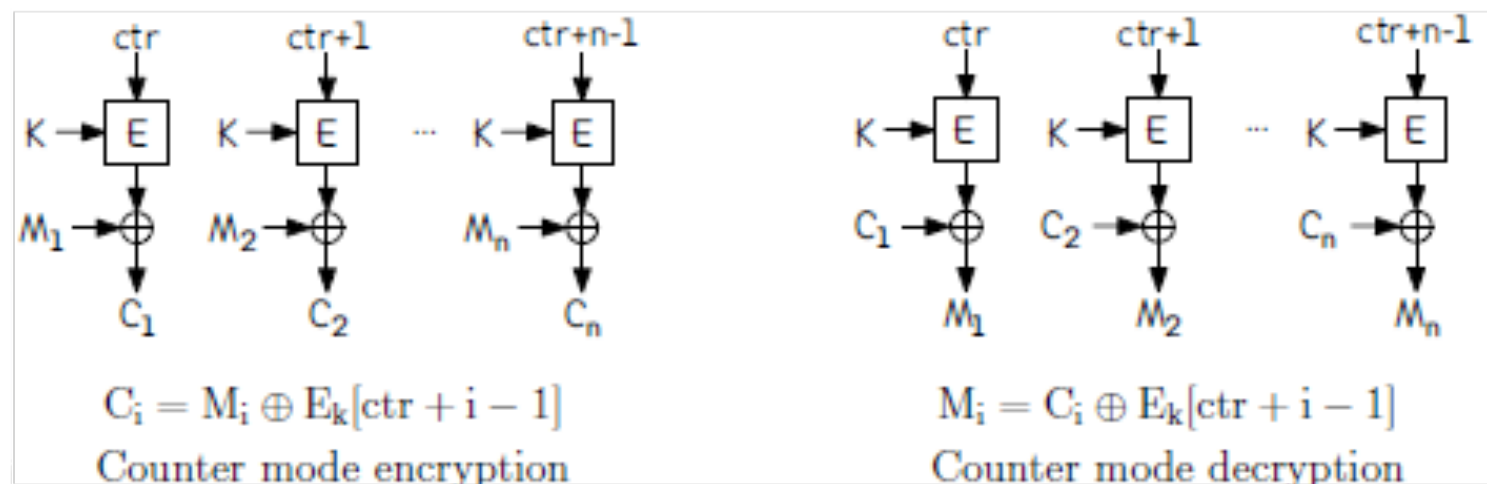 ctr ctr+1 ctr+n-1 ctr ctr+1 ctr+n-1
K E K E ... K E K E K E ... K E
M₁ M₂ Mₙ C₁ C₂ Cₙ
C₁ C₂ Cₙ M₁ M₂ Mₙ
Cᵢ = Mᵢ ⊕ Eₖ[ctr + i − 1] Mᵢ = Cᵢ ⊕ Eₖ[ctr + i − 1]
Counter mode encryption Counter mode decryption